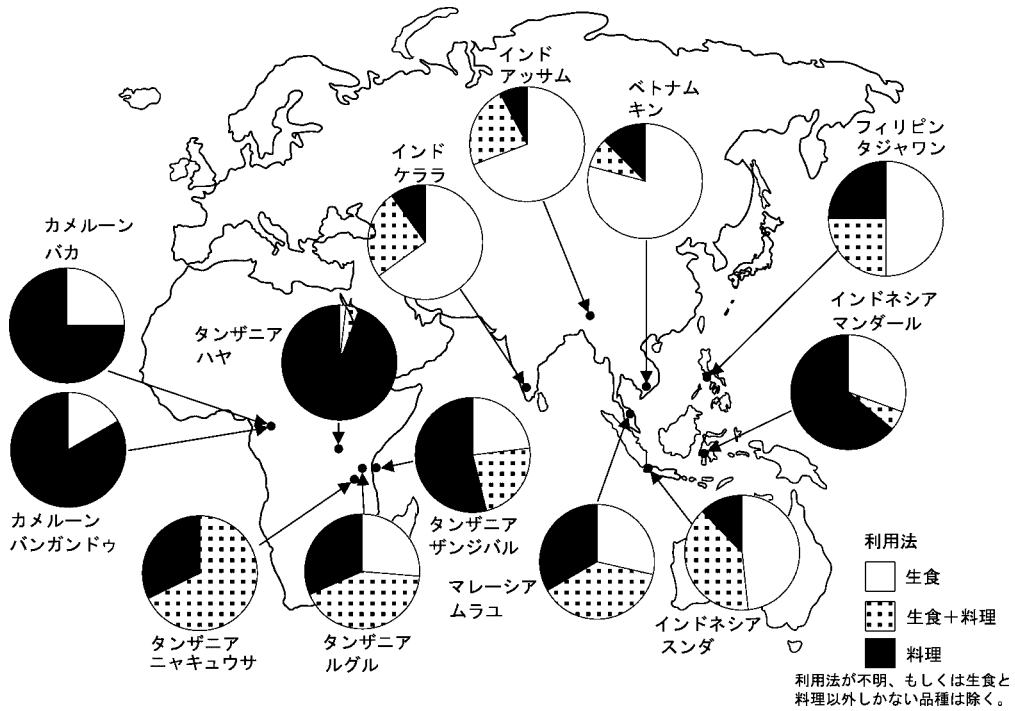 インド
アッサム
ベトナム
キン
フィリピン
タジャワン
インド
ケララ
カメルーン
バカ
インドネシア
マンダール
タンザニア
ハヤ
カメルーン
バンガンドゥ
タンザニア
ザンジバル
マレーシア
ムラユ
タンザニア
ニャキュウサ
タンザニア
ルグル
インドネシア
スンダ
利用法
生食
生食＋料理
料理
利用法が不明、もしくは生食と
料理以外しかない品種は除く。